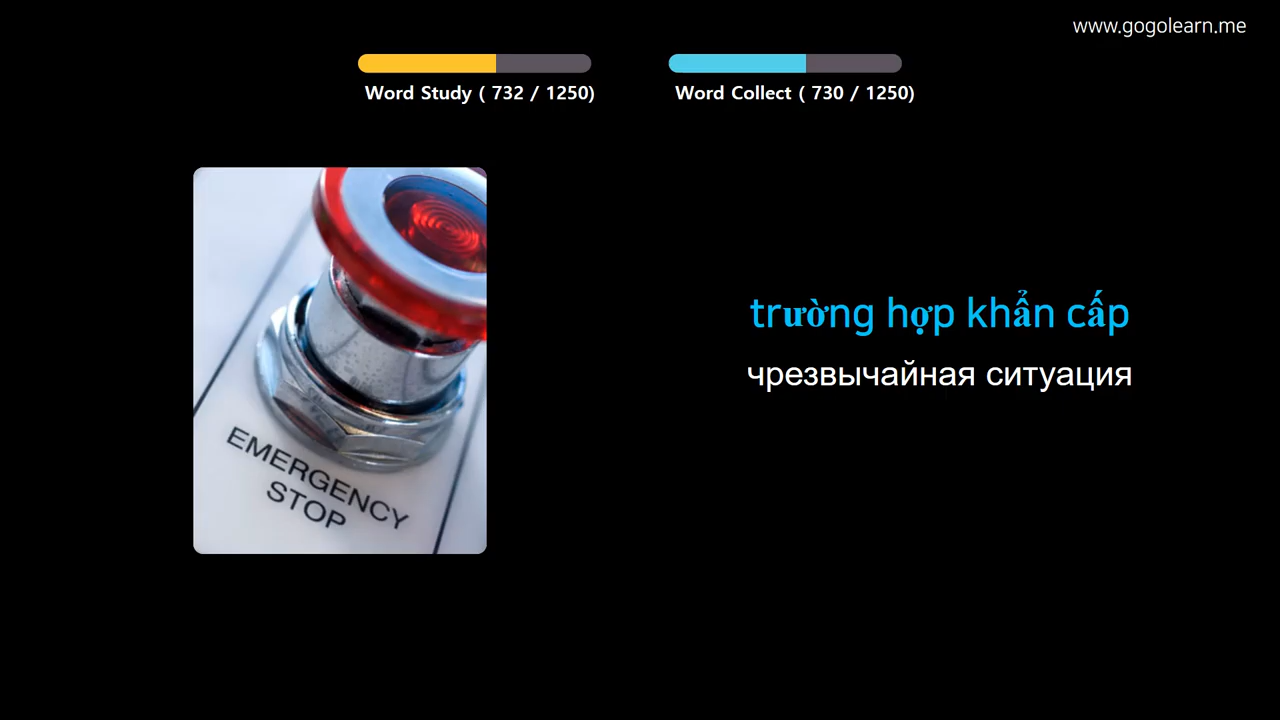 www.gogolearn.me
Word Study ( 732 / 1250)
Word Collect ( 730 / 1250)
trường hợp khẩn cấp
чрезвычайная ситуация
EMERGENCY
STOP